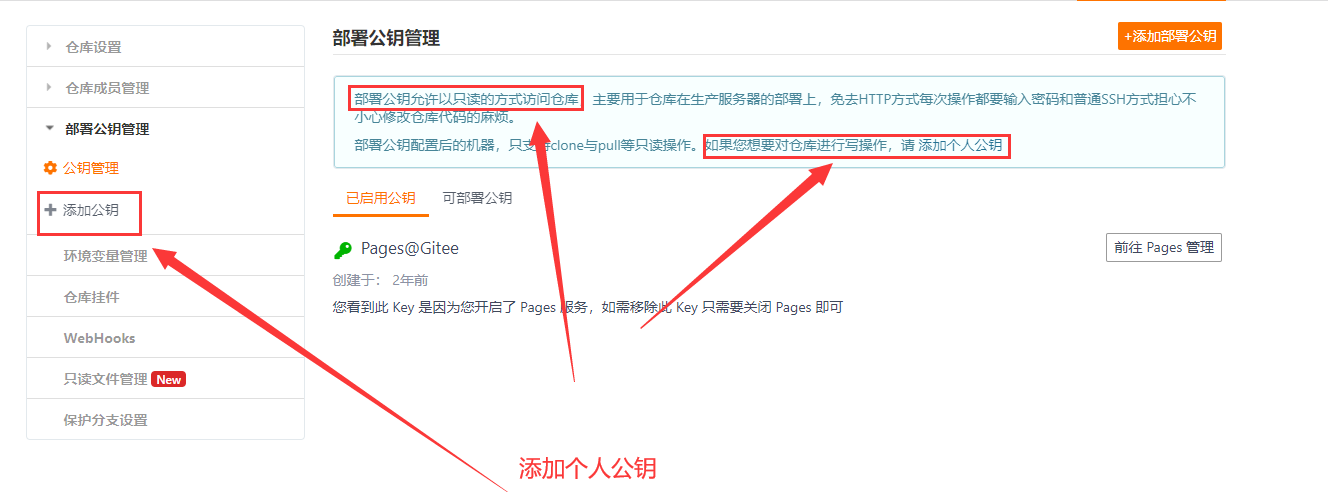 仓库设置
仓库成员管理
部署公钥管理
公钥管理
添加公钥
环境变量管理
仓库挂件
WebHooks
只读文件管理 New
保护分支设置
部署公钥管理
+添加部署公钥
部署公钥允许以只读的方式访问仓库 主要用于仓库在生产服务器的部署上，免去HTTP方式每次操作都要输入密码和普通SSH方式担心不
小心修改仓库代码的麻烦。
部署公钥配置后的机器，只支持clone与pull等只读操作。如果您想要对仓库进行写操作，请 添加个人公钥
已启用公钥 可部署公钥
Pages@Gitee
前往 Pages 管理
创建于： 2年前
您看到此 Key 是因为您开启了 Pages 服务，如需移除此 Key 只需要关闭 Pages 即可
添加个人公钥